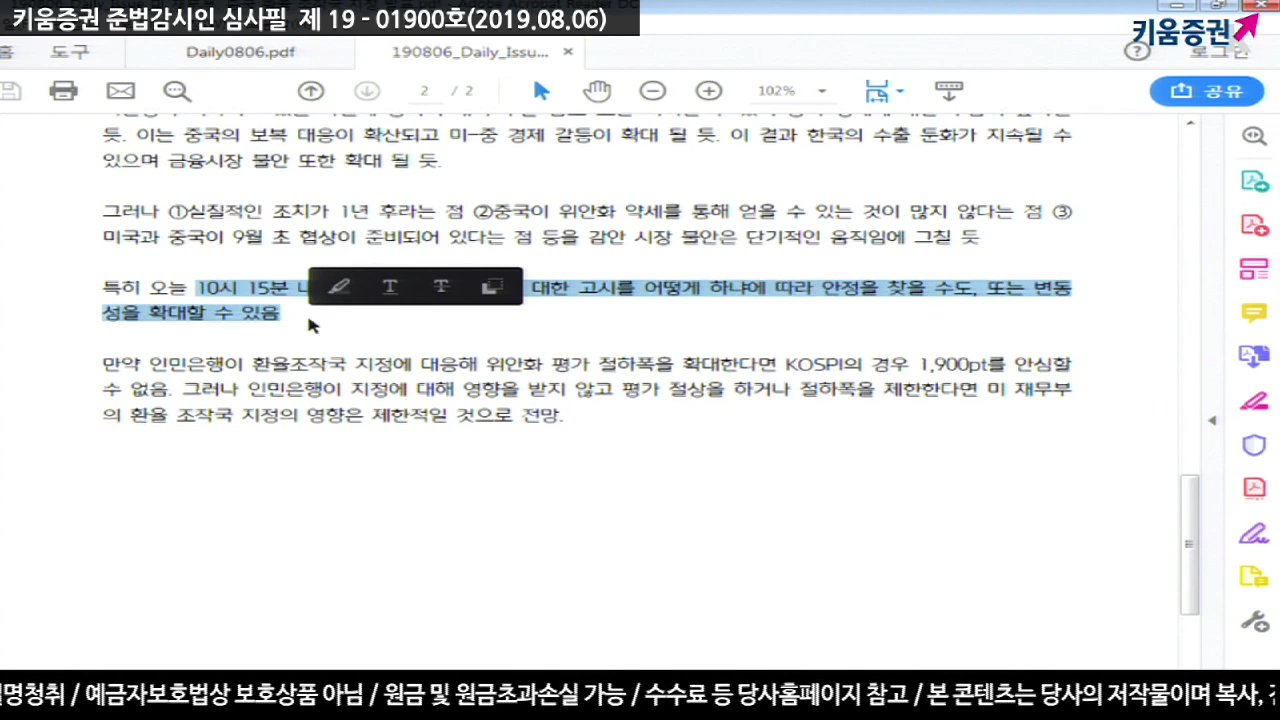 키움증권 준법감시인 심사필 제 19 - 01900호(2019.08.06)
키움증권
도구
Daily0806.pdf
190806_Daily_Issu... ×
로그인
2 / 2
102%
공유
듯. 이는 중국의 보복 대응이 확산되고 미-중 경제 갈등이 확대 될 듯. 이 결과 한국의 수출 둔화가 지속될 수
있으며 금융시장 불안 또한 확대 될 듯.
그러나 ①실질적인 조치가 1년 후라는 점 ②중국이 위안화 약세를 통해 얻을 수 있는 것이 많지 않다는 점 ③
미국과 중국이 9월 초 협상이 준비되어 있다는 점 등을 감안 시장 불안은 단기적인 움직임에 그칠 듯
특히 오늘 10시 15분 대한 고시를 어떻게 하냐에 따라 안정을 찾을 수도, 또는 변동
성을 확대할 수 있음
만약 인민은행이 환율조작국 지정에 대응해 위안화 평가 절하폭을 확대한다면 KOSPI의 경우 1,900pt를 안심할
수 없음. 그러나 인민은행이 지정에 대해 영향을 받지 않고 평가 절상을 하거나 절하폭을 제한한다면 미 재무부
의 환율 조작국 지정의 영향은 제한적일 것으로 전망.
설명청취 / 예금자보호법상 보호상품 아님 / 원금 및 원금초과손실 가능 / 수수료 등 당사홈페이지 참고 / 본 콘텐츠는 당사의 저작물이며 복사,